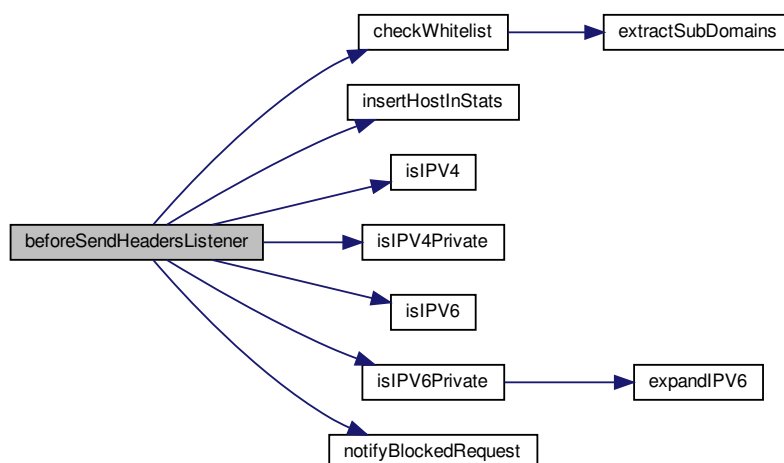 checkWhitelist
extractSubDomains
insertHostInStats
isIPV4
beforeSendHeadersListener
isIPV4Private
isIPV6
isIPV6Private
expandIPV6
notifyBlockedRequest